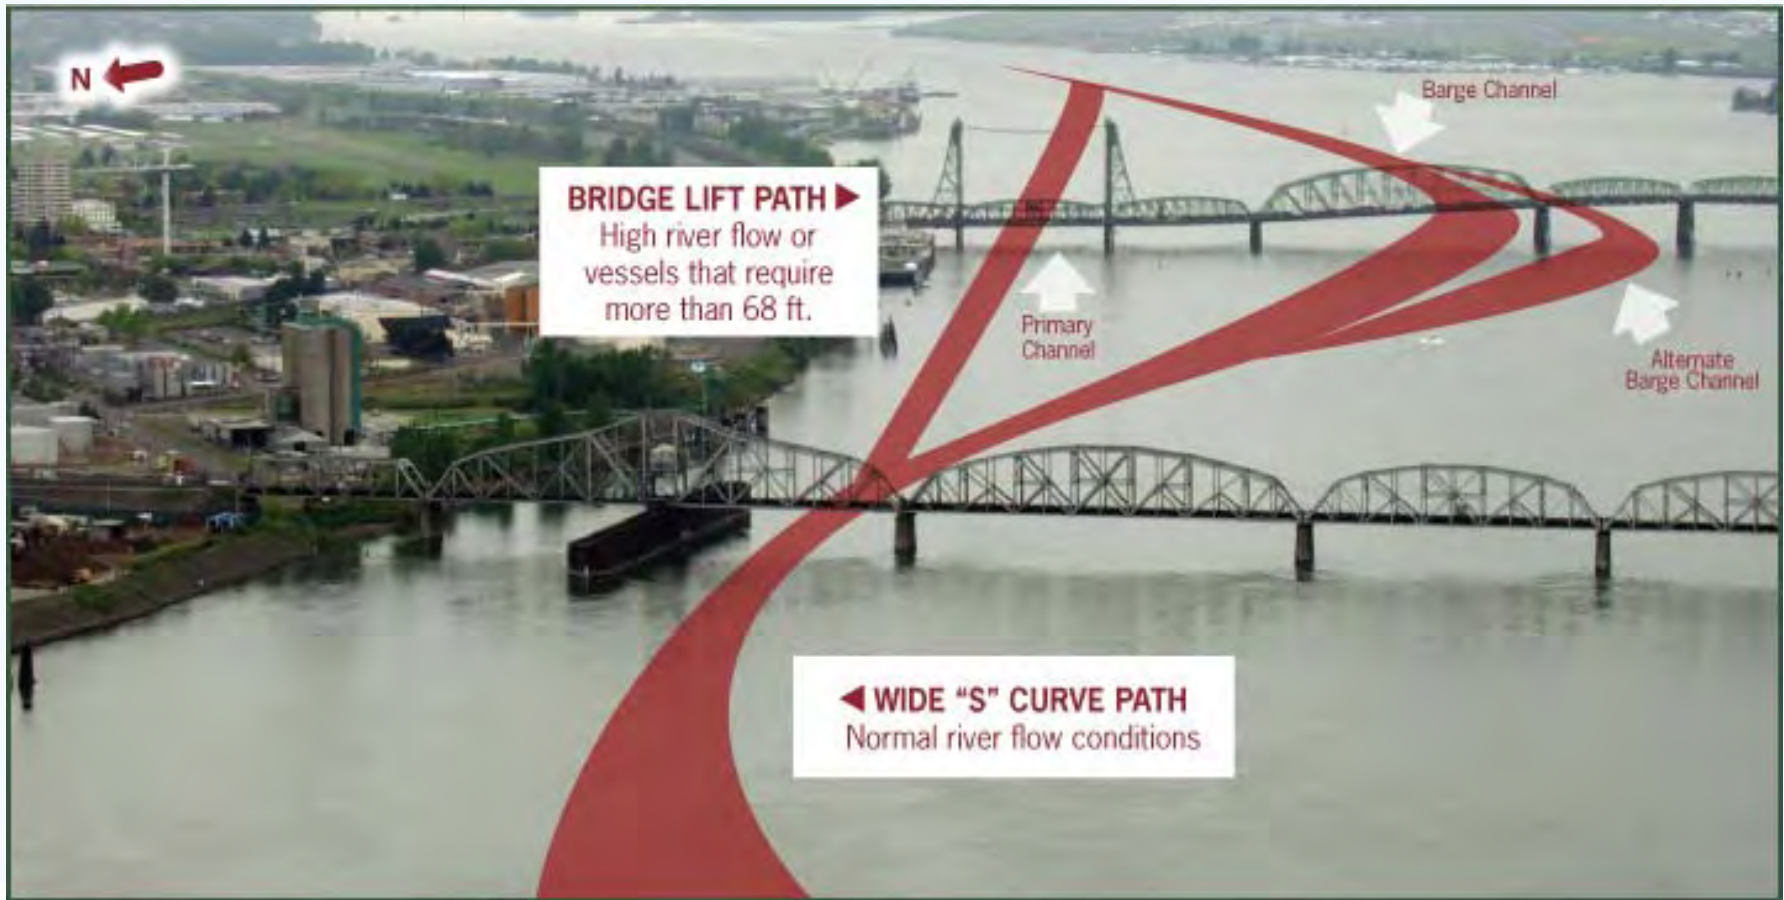 N
Barge Channel
BRIDGE LIFT PATH
High river flow or
vessels that require
more than 68 ft.
Primary
Channel
Alternate
Barge Channel
WIDE “S” CURVE PATH
Normal river flow conditions